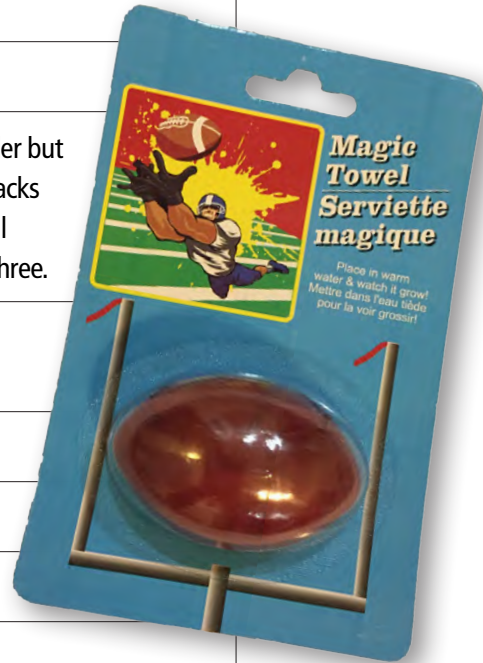 er but
acks
l
hree.
Magic
Towel
Serviette
magique
Place in warm
water & watch it grow!
Mettre dans l'eau tiède
pour la voir grossir!